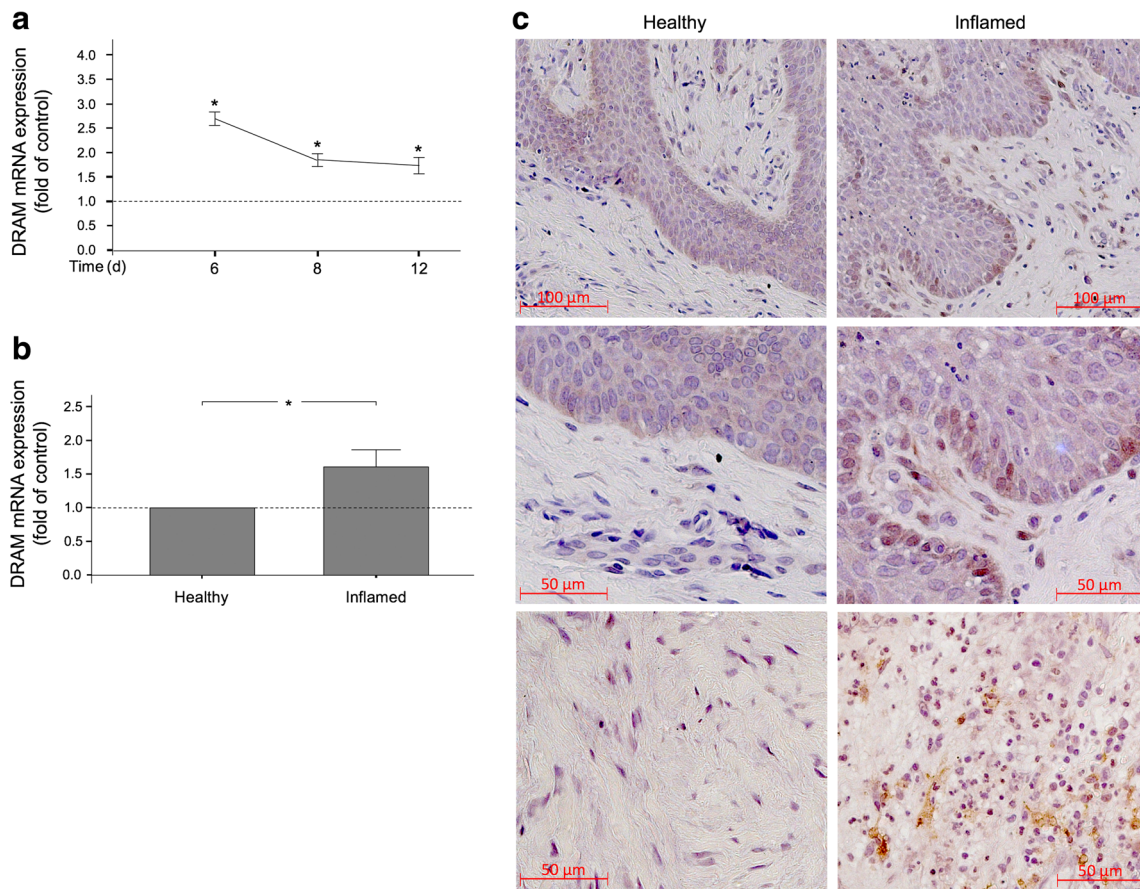 a
DRAM mRNA expression
(fold of control)
4.0
3.5
3.0
2.5
2.0
1.5
1.0
0.5
0.0
*
*
*
Time (d)
6
8
12
b
DRAM mRNA expression
(fold of control)
2.5
2.0
1.5
1.0
0.5
0.0
*
Healthy
Inflamed
c
Healthy
Inflamed
100 µm
100 µm
50 µm
50 µm
50 µm
50 µm